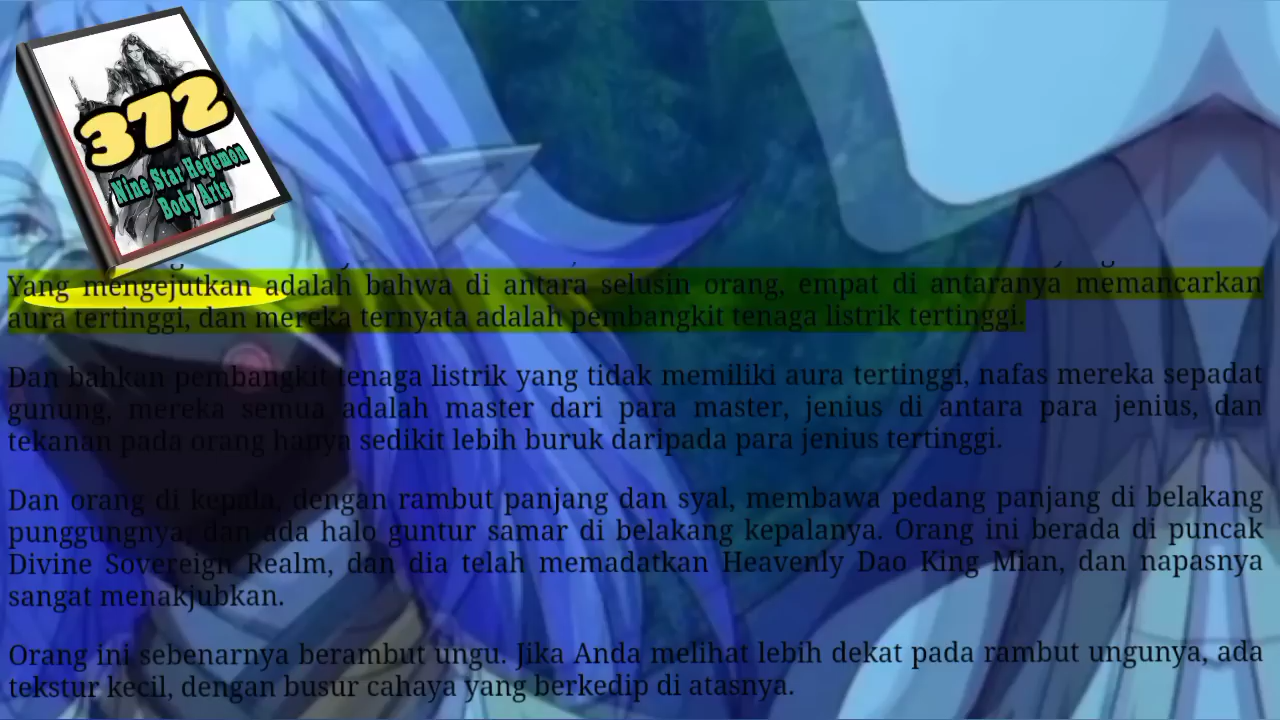 372
Nine Star Hegemon
Body Arts
Yang mengejutkan adalah bahwa di antara selusin orang, empat di antaranya memancarkan
aura tertinggi, dan mereka ternyata adalah pembangkit tenaga listrik tertinggi.
Dan bahkan pembangkit tenaga listrik yang tidak memiliki aura tertinggi, nafas mereka sepadat
gunung, mereka semua adalah master dari para master, jenius di antara para jenius, dan
tekanan pada orang hanya sedikit lebih buruk daripada para jenius tertinggi.
Dan orang di kepala, dengan rambut panjang dan syal, membawa pedang panjang di belakang
punggungnya, dan ada halo guntur samar di belakang kepalanya. Orang ini berada di puncak
Divine Sovereign Realm, dan dia telah memadatkan Heavenly Dao King Mian, dan napasnya
sangat menakjubkan.
Orang ini sebenarnya berambut ungu. Jika Anda melihat lebih dekat pada rambut ungunya, ada
tekstur kecil, dengan busur cahaya yang berkedip di atasnya.